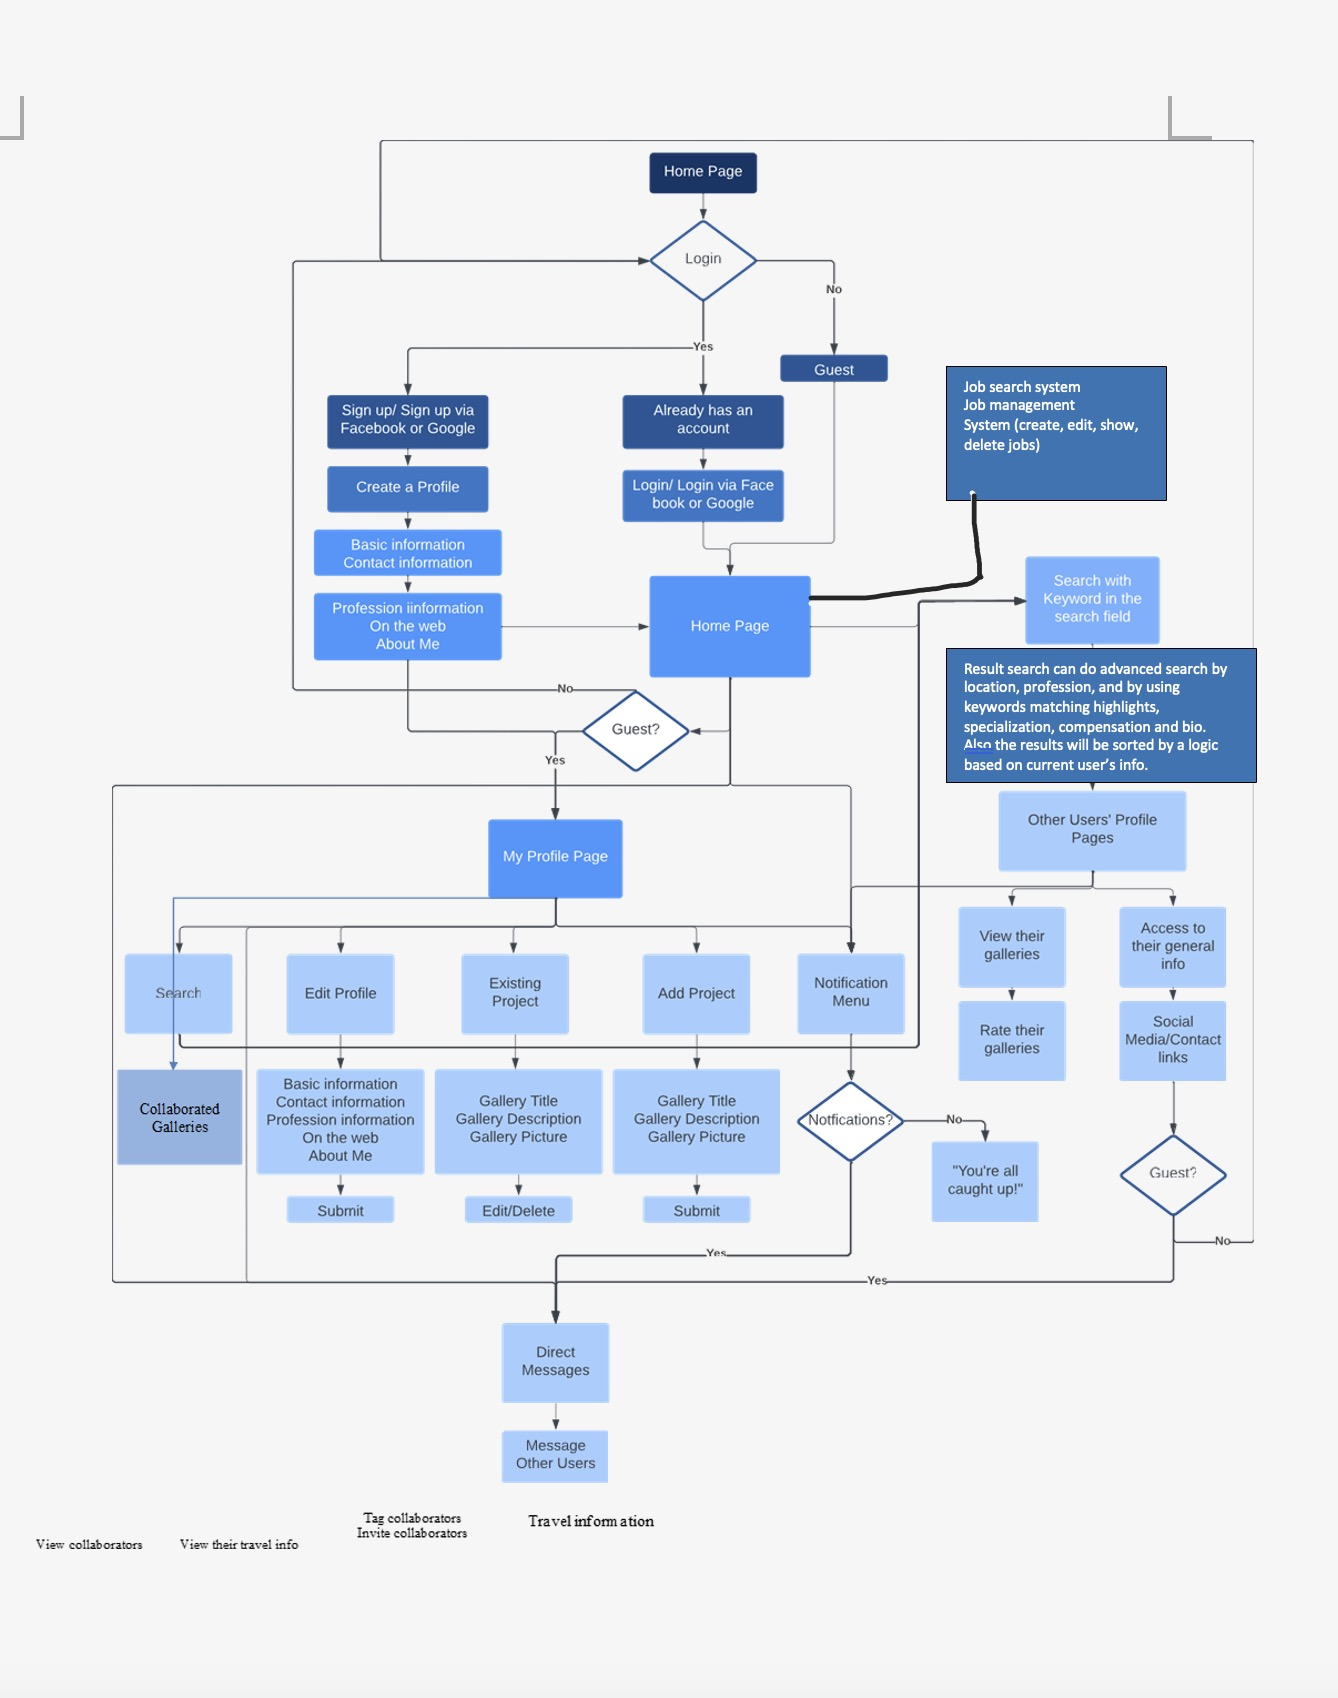 Home Page
Login
No
Yes
Guest
Sign up/ Sign up via
Facebook or Google
Already has an
account
Job search system
Job management
System (create, edit, show,
delete jobs)
Create a Profile
Login/ Login via Face
book or Google
Basic information
Contact information
Profession iinformation
On the web
About Me
Home Page
Search with
Keyword in the
search field
No
Guest?
Yes
Result search can do advanced search by
location, profession, and by using
keywords matching highlights,
specialization, compensation and bio.
Also the results will be sorted by a logic
based on current user's info.
My Profile Page
Other Users' Profile
Pages
Search
Edit Profile
Existing
Project
Add Project
Notification
Menu
View their
galleries
Access to
their general
info
Rate their
galleries
Social
Media/Contact
links
Collaborated
Galleries
Basic information
Contact information
Profession information
On the web
About Me
Gallery Title
Gallery Description
Gallery Picture
Gallery Title
Gallery Description
Gallery Picture
Notfications?
No
"You're all
caught up!"
Guest?
Submit
Edit/Delete
Submit
Yes
No
Yes
Direct
Messages
Message
Other Users
Tag collaborators
Invite collaborators
Travel information
View collaborators
View their travel info